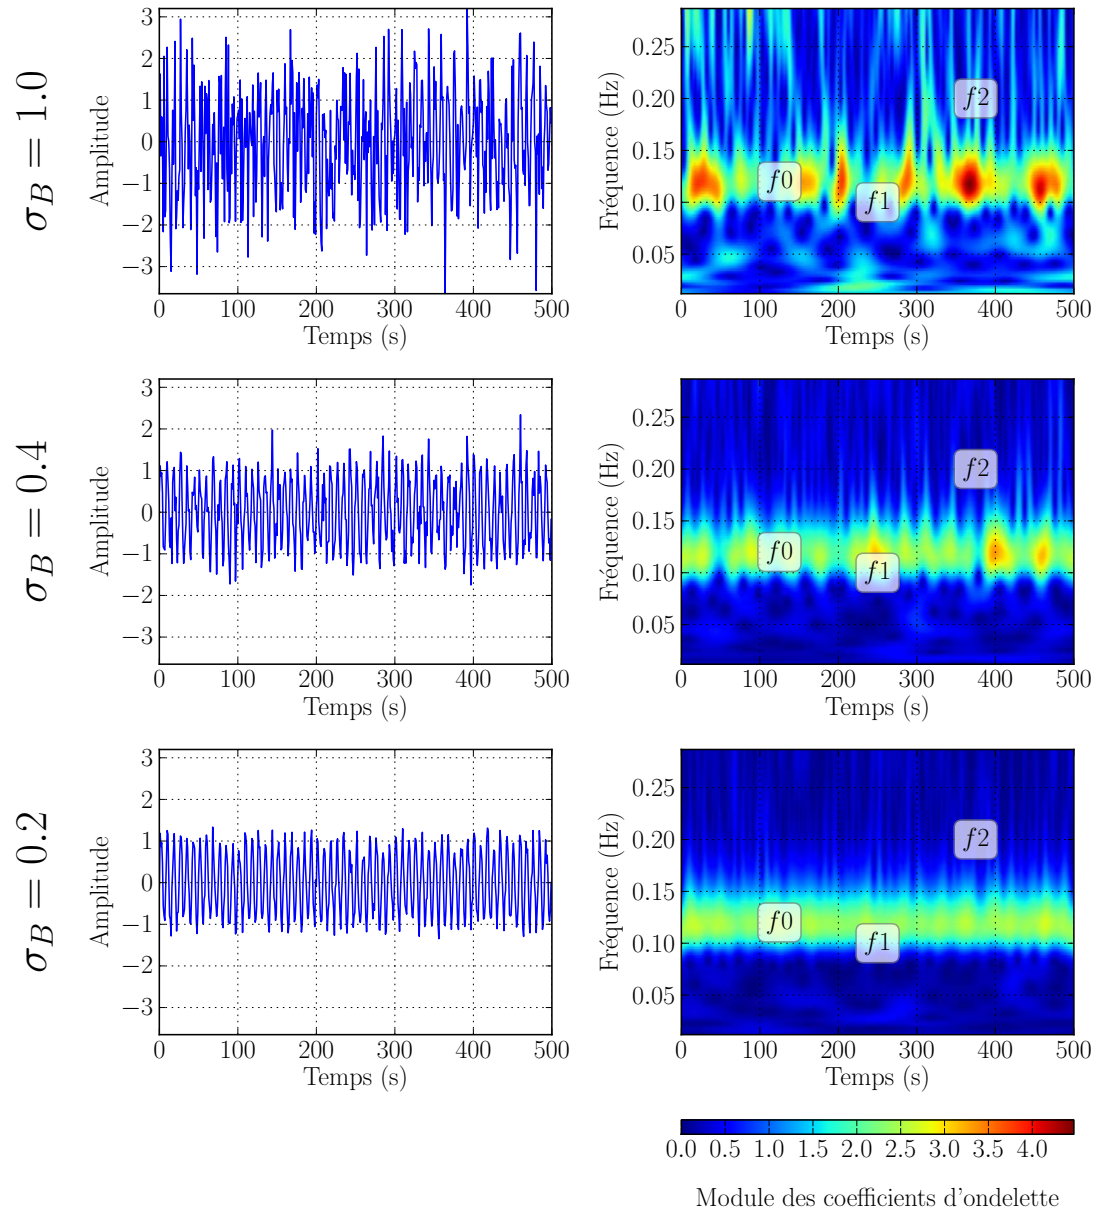 σ_B = 1.0
Amplitude
3
2
1
0
−1
−2
−3
0 100 200 300 400 500
Temps (s)
Fréquence (Hz)
0.25
0.20
0.15
0.10
0.05
f2
f0
f1
0 100 200 300 400 500
Temps (s)
σ_B = 0.4
Amplitude
3
2
1
0
−1
−2
−3
0 100 200 300 400 500
Temps (s)
Fréquence (Hz)
0.25
0.20
0.15
0.10
0.05
f2
f0
f1
0 100 200 300 400 500
Temps (s)
σ_B = 0.2
Amplitude
3
2
1
0
−1
−2
−3
0 100 200 300 400 500
Temps (s)
Fréquence (Hz)
0.25
0.20
0.15
0.10
0.05
f2
f0
f1
0 100 200 300 400 500
Temps (s)
0.0 0.5 1.0 1.5 2.0 2.5 3.0 3.5 4.0
Module des coefficients d'ondelette